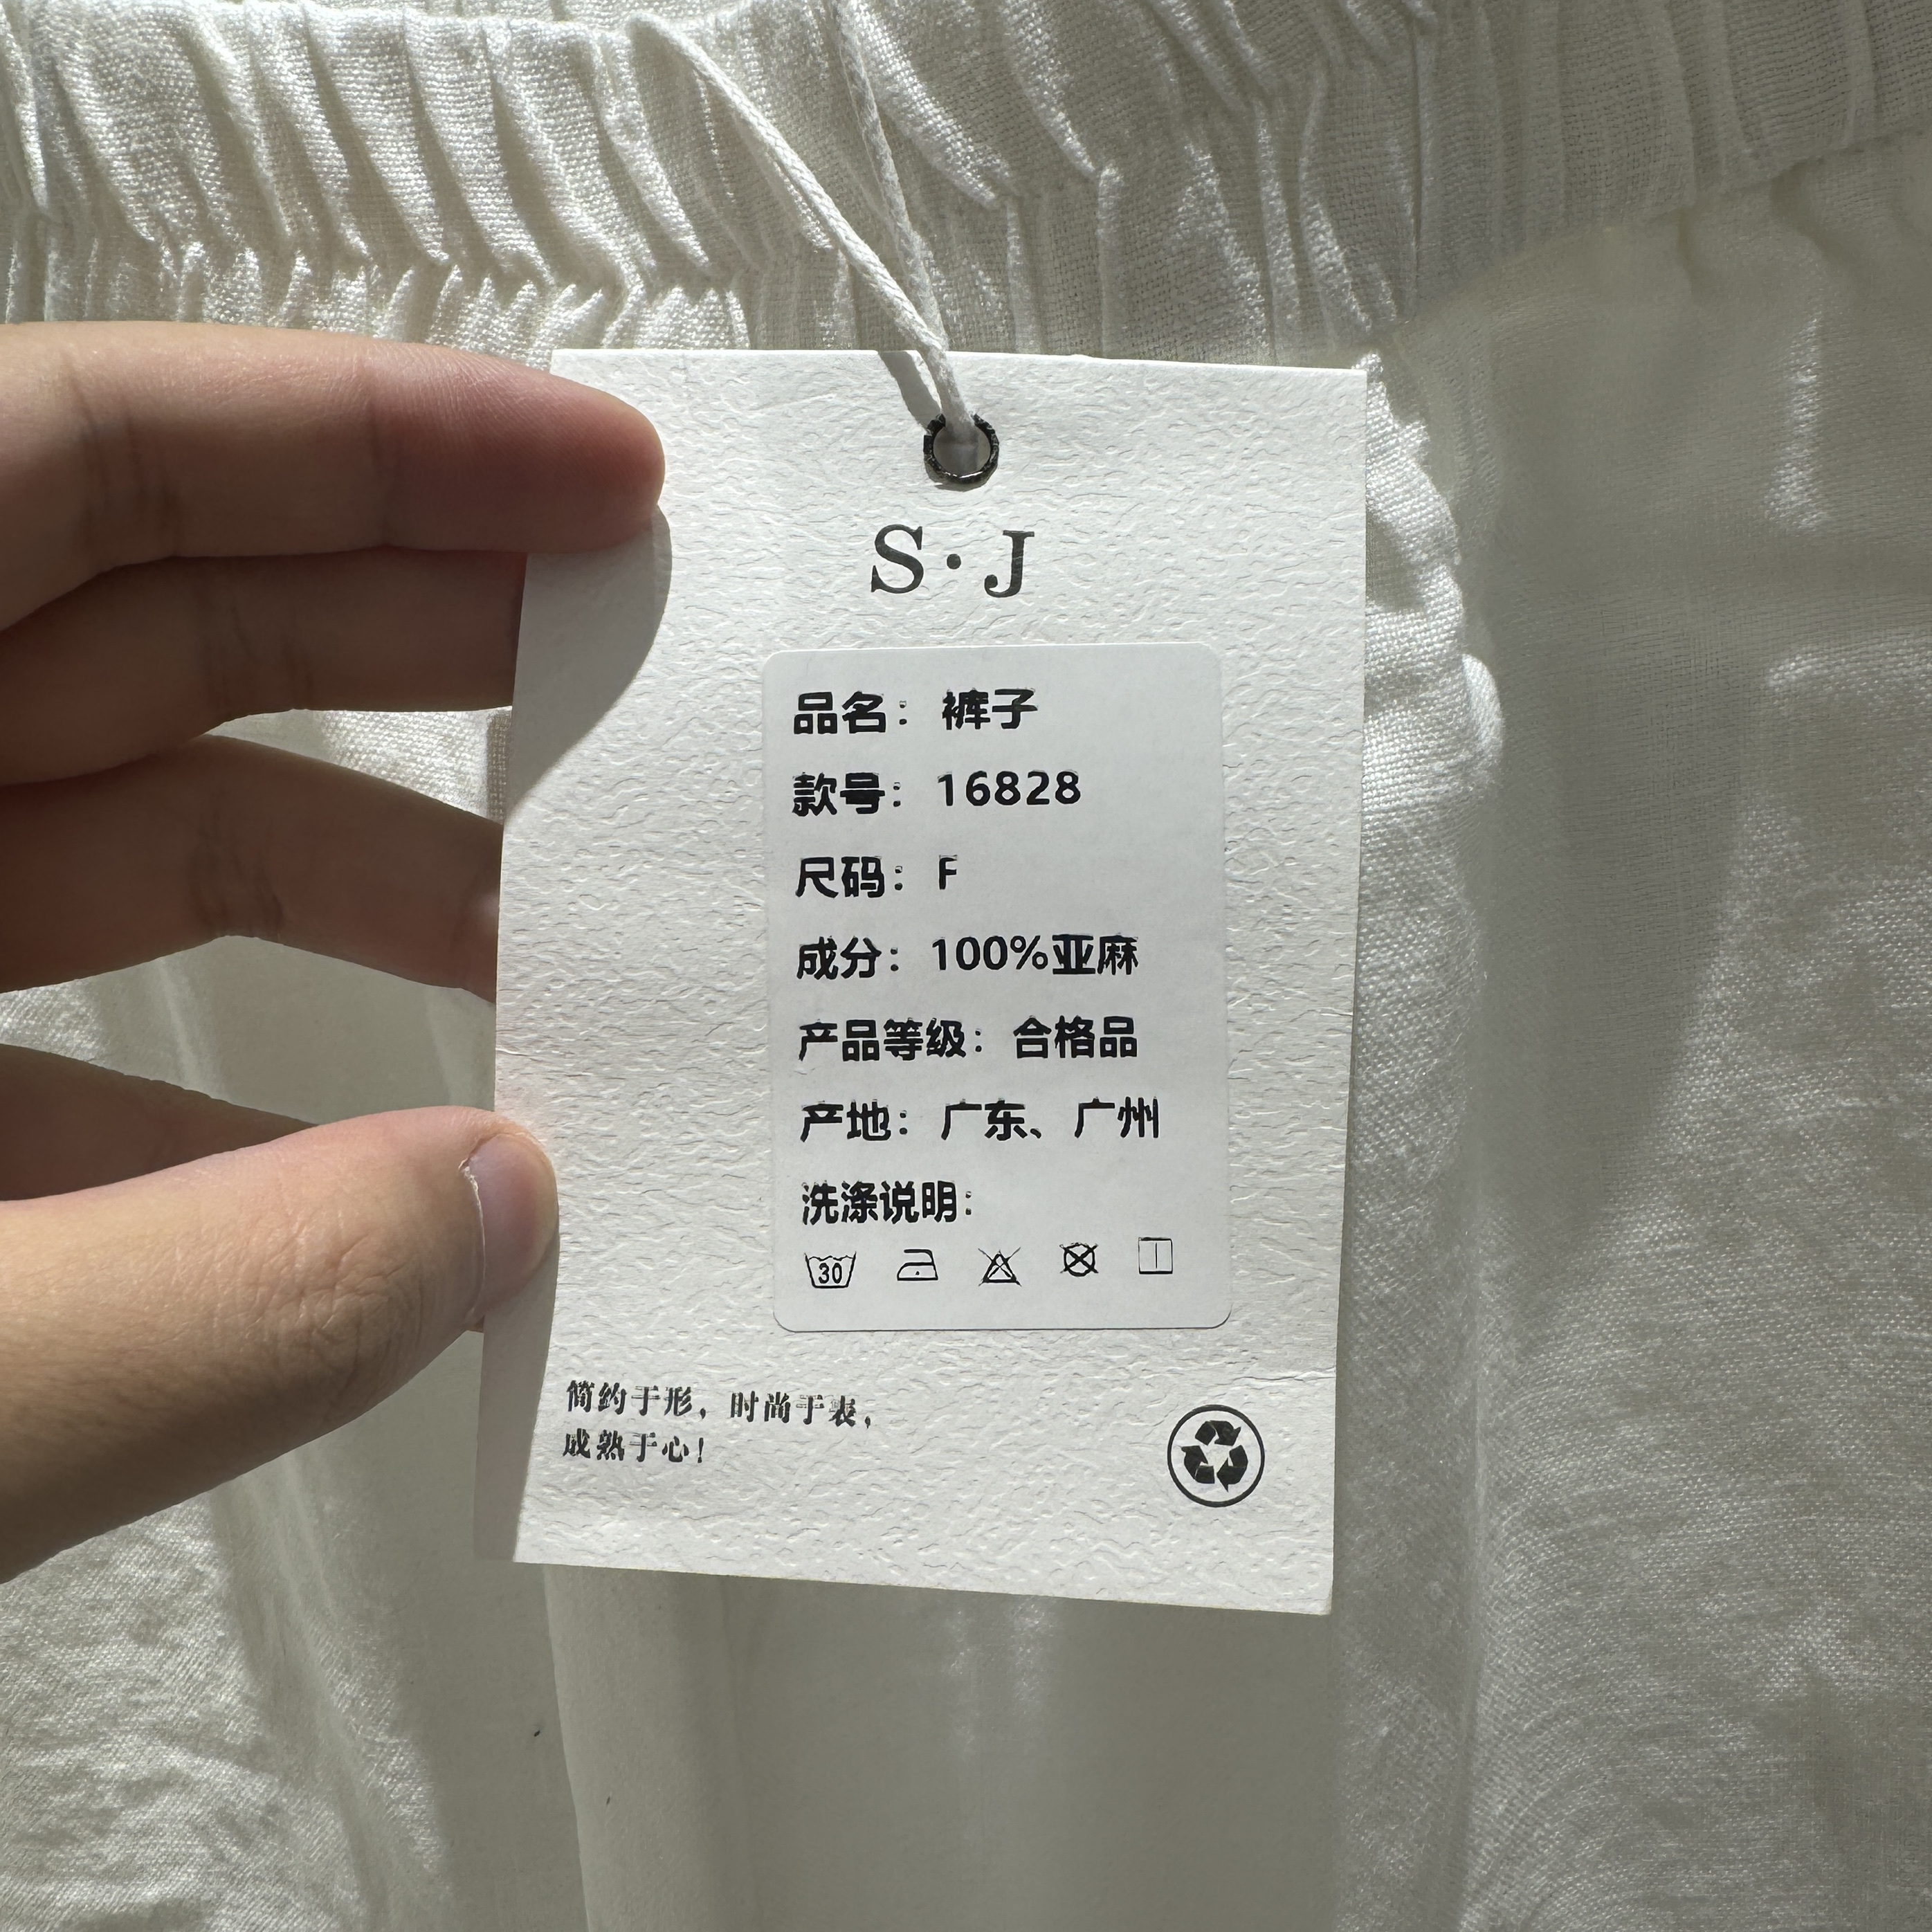 S·J
品名：裤子
款号：16828
尺码：F
成分：100%亚麻
产品等级：合格品
产地：广东、广州
洗涤说明：
30
简约于形，时尚于表，
成熟于心！